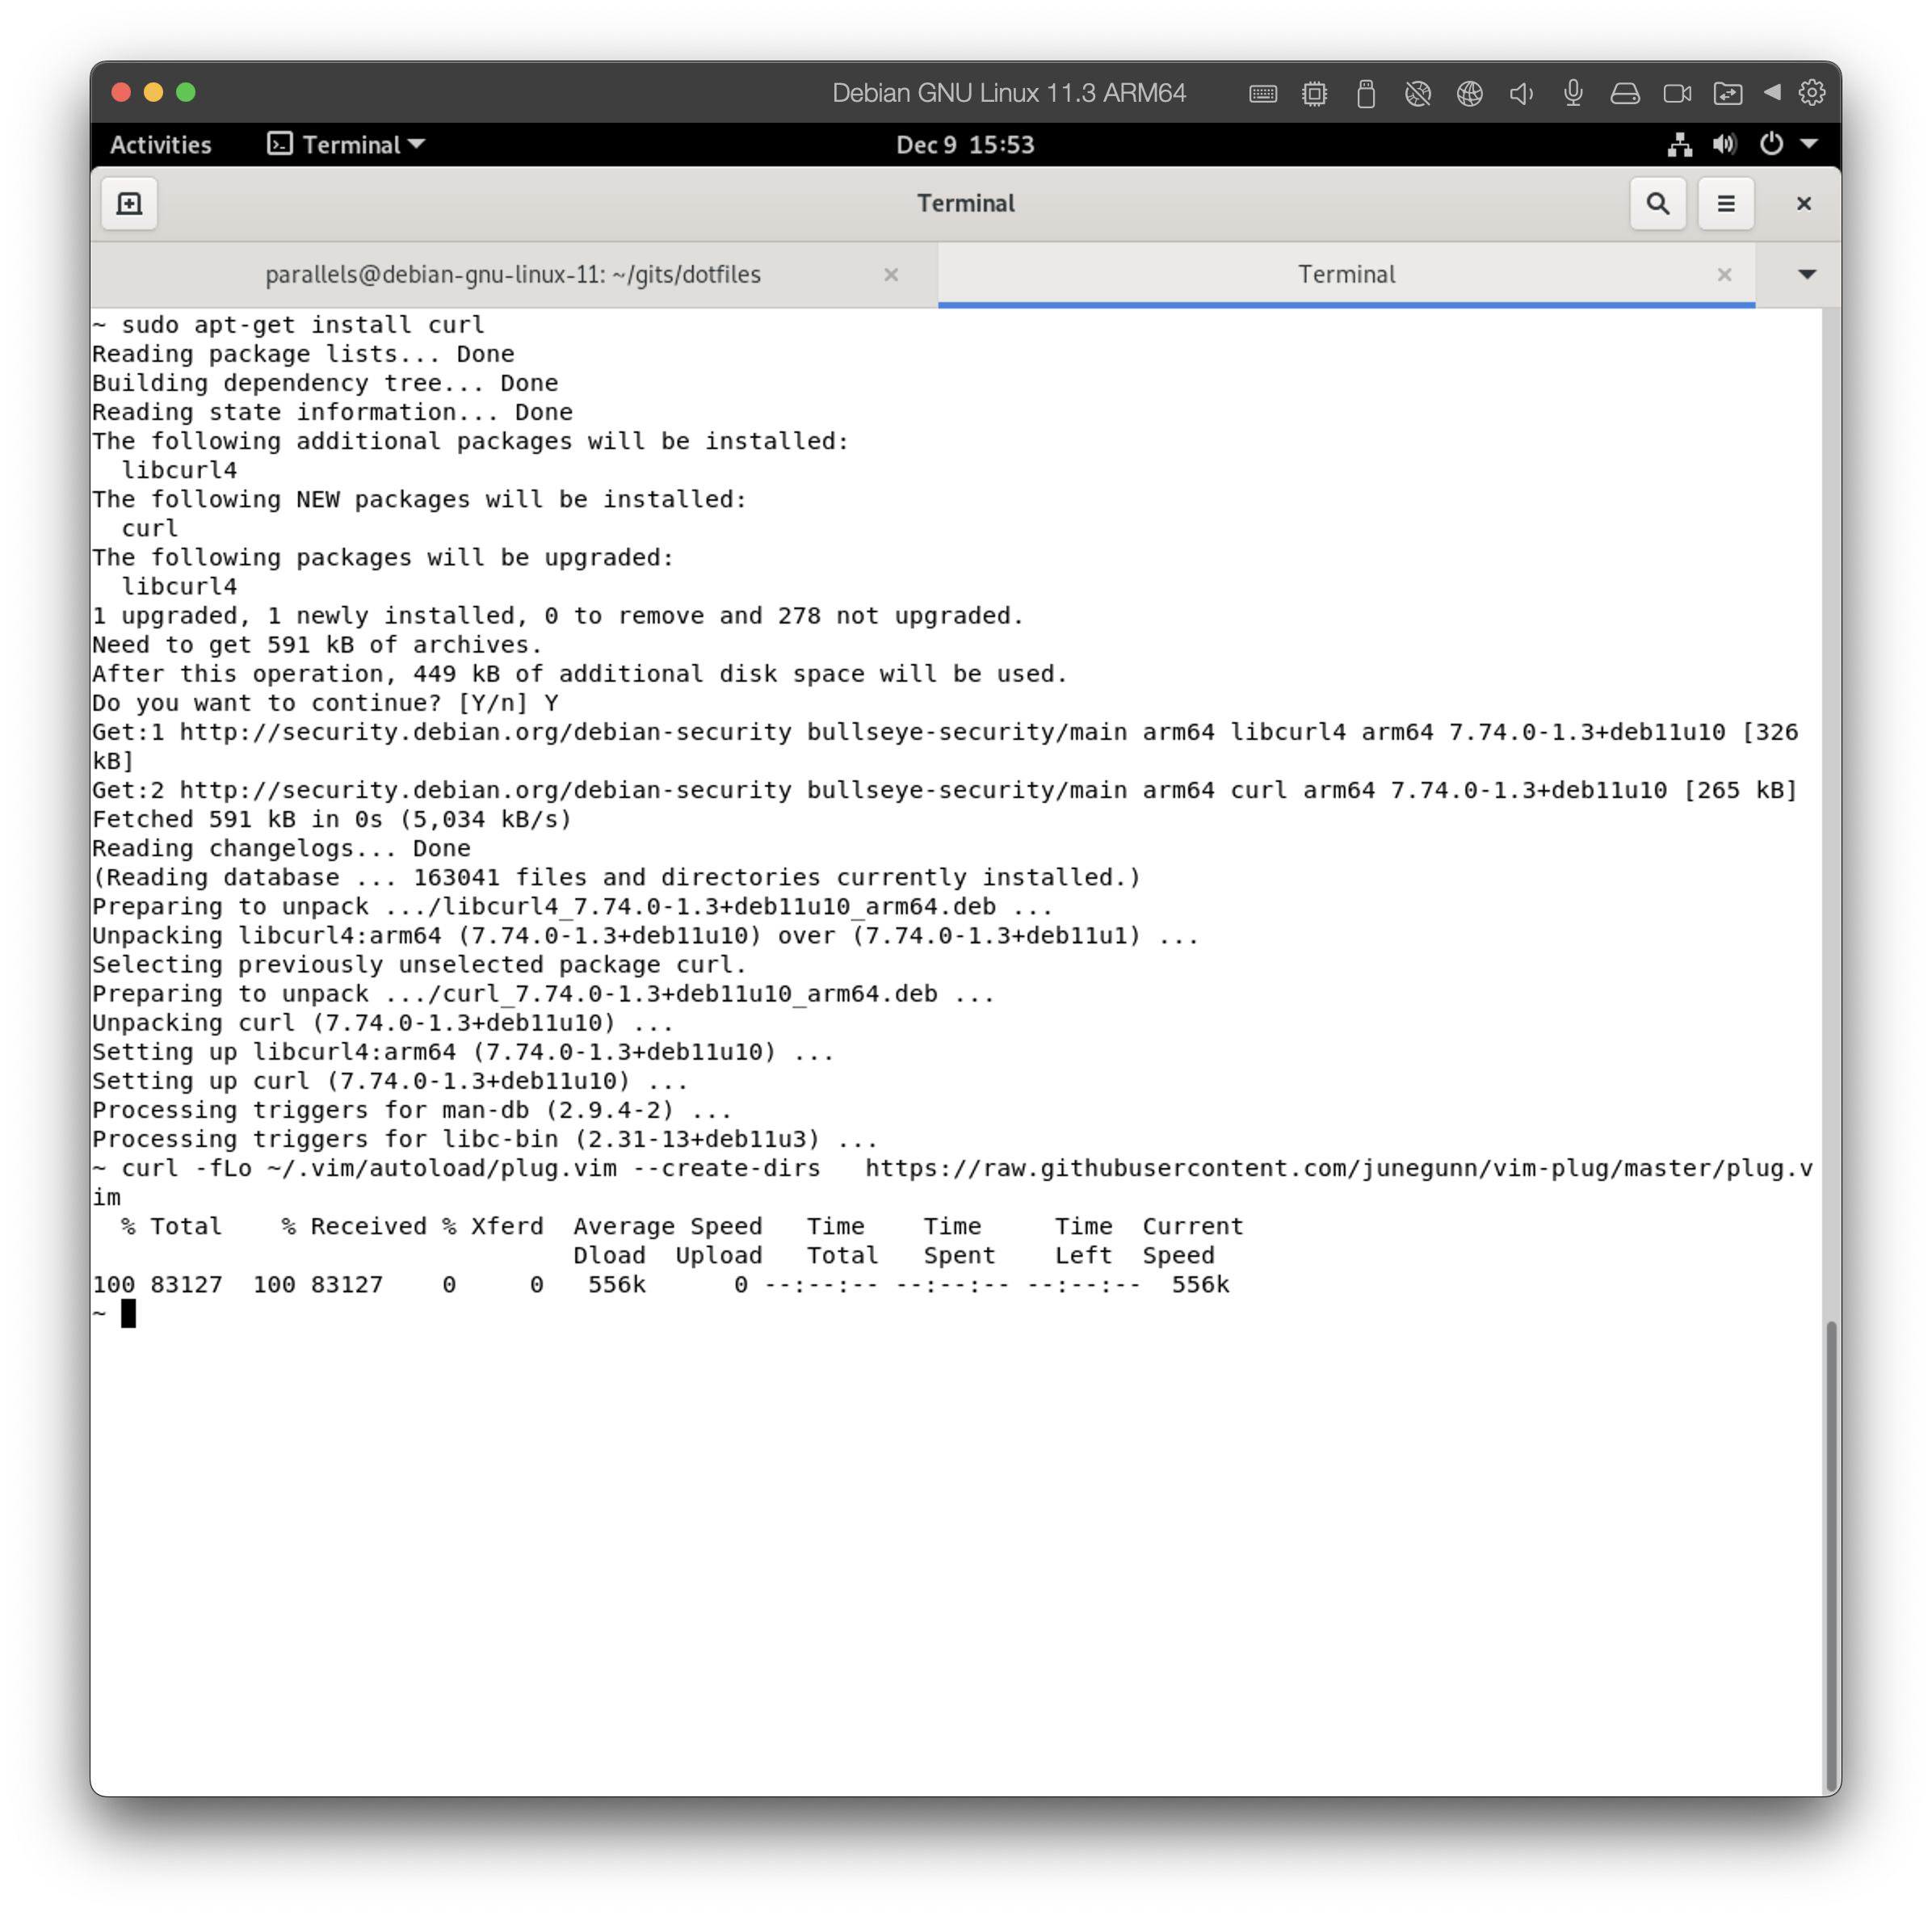 Debian GNU Linux 11.3 ARM64
Activities Terminal Dec 9 15:53
Terminal
parallels@debian-gnu-linux-11: ~/gits/dotfiles Terminal
~ sudo apt-get install curl
Reading package lists... Done
Building dependency tree... Done
Reading state information... Done
The following additional packages will be installed:
  libcurl4
The following NEW packages will be installed:
  curl
The following packages will be upgraded:
  libcurl4
1 upgraded, 1 newly installed, 0 to remove and 278 not upgraded.
Need to get 591 kB of archives.
After this operation, 449 kB of additional disk space will be used.
Do you want to continue? [Y/n] Y
Get:1 http://security.debian.org/debian-security bullseye-security/main arm64 libcurl4 arm64 7.74.0-1.3+deb11u10 [326
kB]
Get:2 http://security.debian.org/debian-security bullseye-security/main arm64 curl arm64 7.74.0-1.3+deb11u10 [265 kB]
Fetched 591 kB in 0s (5,034 kB/s)
Reading changelogs... Done
(Reading database ... 163041 files and directories currently installed.)
Preparing to unpack .../libcurl4_7.74.0-1.3+deb11u10_arm64.deb ...
Unpacking libcurl4:arm64 (7.74.0-1.3+deb11u10) over (7.74.0-1.3+deb11u1) ...
Selecting previously unselected package curl.
Preparing to unpack .../curl_7.74.0-1.3+deb11u10_arm64.deb ...
Unpacking curl (7.74.0-1.3+deb11u10) ...
Setting up libcurl4:arm64 (7.74.0-1.3+deb11u10) ...
Setting up curl (7.74.0-1.3+deb11u10) ...
Processing triggers for man-db (2.9.4-2) ...
Processing triggers for libc-bin (2.31-13+deb11u3) ...
~ curl -fLo ~/.vim/autoload/plug.vim --create-dirs   https://raw.githubusercontent.com/junegunn/vim-plug/master/plug.v
im
  % Total    % Received % Xferd  Average Speed   Time    Time     Time  Current
                                 Dload  Upload   Total   Spent    Left  Speed
100 83127  100 83127    0     0   556k      0 --:--:-- --:--:-- --:--:--  556k
~